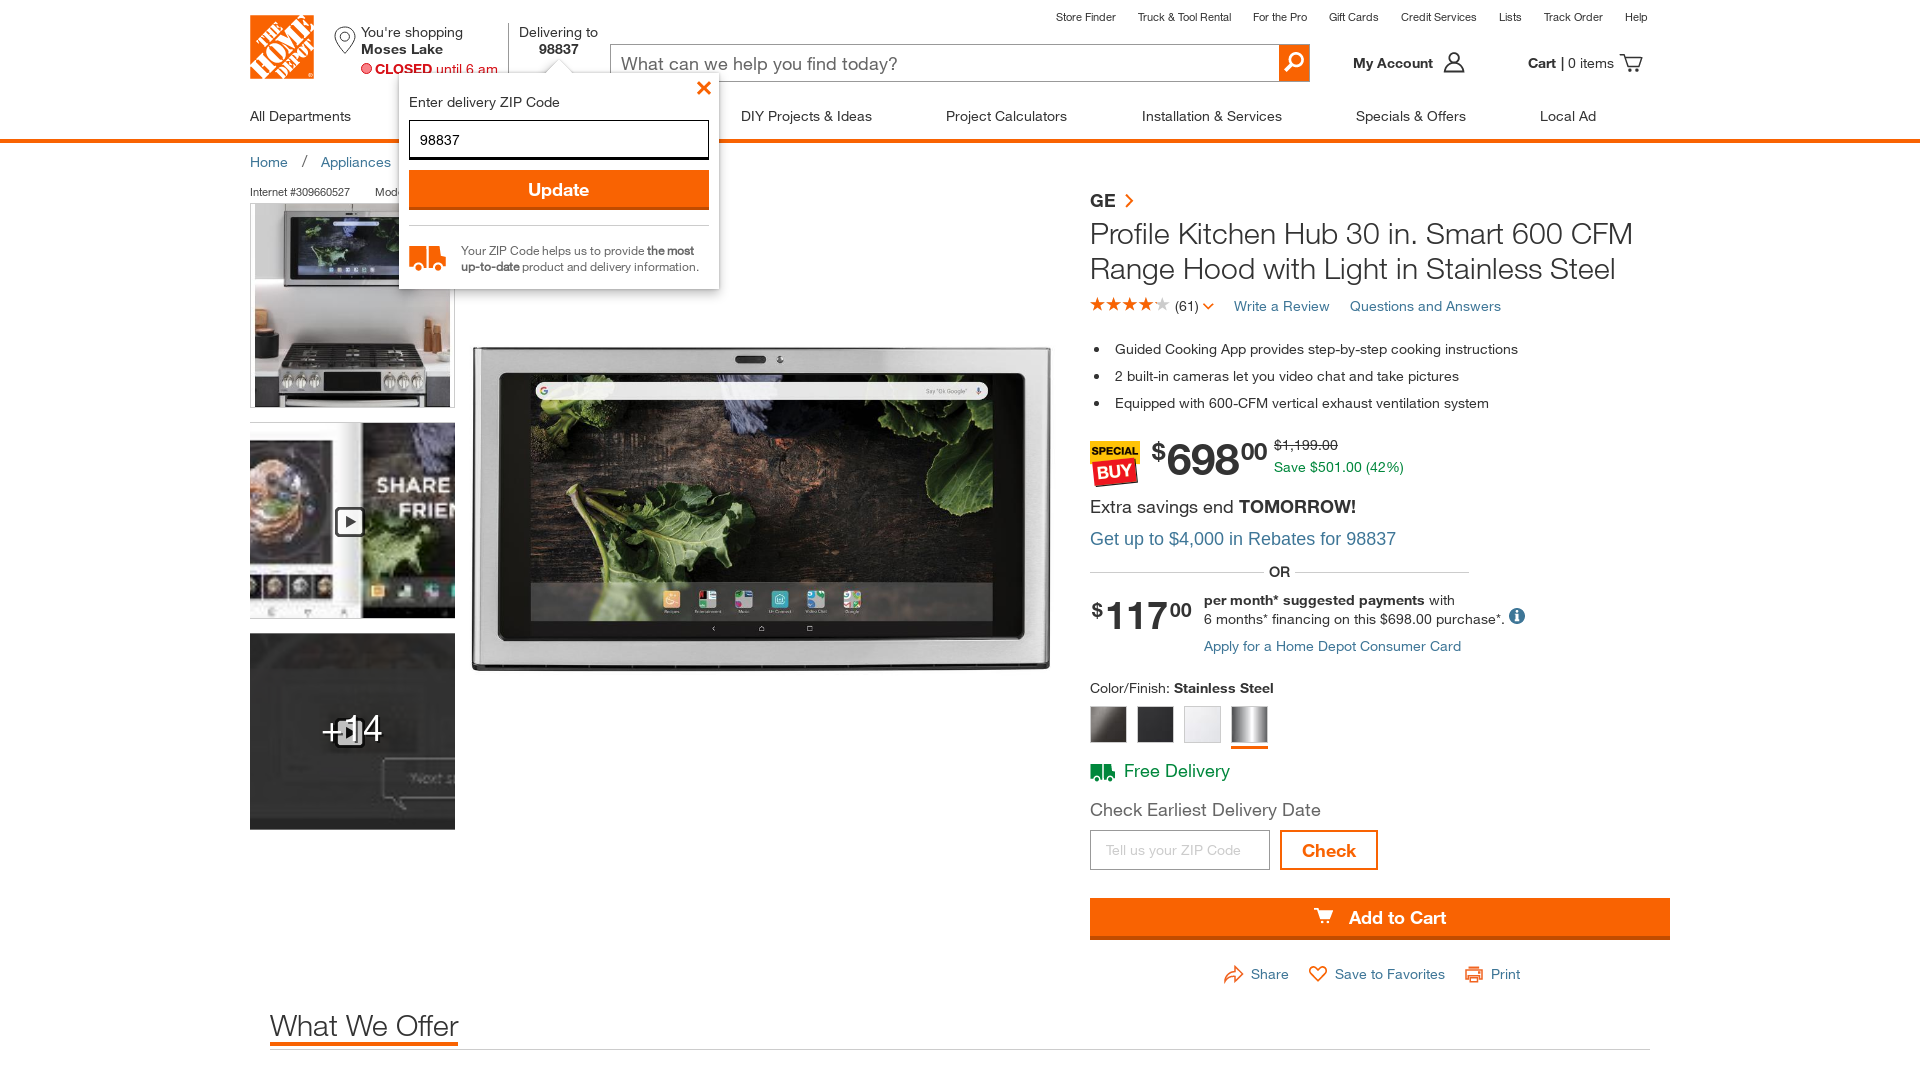 Store Finder
Truck & Tool Rental
For the Pro
Gift Cards
Credit Services
Lists
Track Order
Help
THE HOME DEPOT
You're shopping
Moses Lake
CLOSED until 6 am
Delivering to
98837
What can we help you find today?
My Account
Cart | 0 items
All Departments
DIY Projects & Ideas
Project Calculators
Installation & Services
Specials & Offers
Local Ad
Enter delivery ZIP Code
98837
Update
Your ZIP Code helps us to provide the most
up-to-date product and delivery information.
Home / Appliances
Internet #309660527
GE
Profile Kitchen Hub 30 in. Smart 600 CFM
Range Hood with Light in Stainless Steel
(61)
Write a Review
Questions and Answers
Guided Cooking App provides step-by-step cooking instructions
2 built-in cameras let you video chat and take pictures
Equipped with 600-CFM vertical exhaust ventilation system
SPECIAL
BUY
$698 00
$1,199.00
Save $501.00 (42%)
Extra savings end TOMORROW!
Get up to $4,000 in Rebates for 98837
OR
$117 00
per month* suggested payments with
6 months* financing on this $698.00 purchase*.
Apply for a Home Depot Consumer Card
Color/Finish: Stainless Steel
Free Delivery
Check Earliest Delivery Date
Tell us your ZIP Code
Check
Add to Cart
Share
Save to Favorites
Print
SHARE
+14
Say "Ok Google"
What We Offer